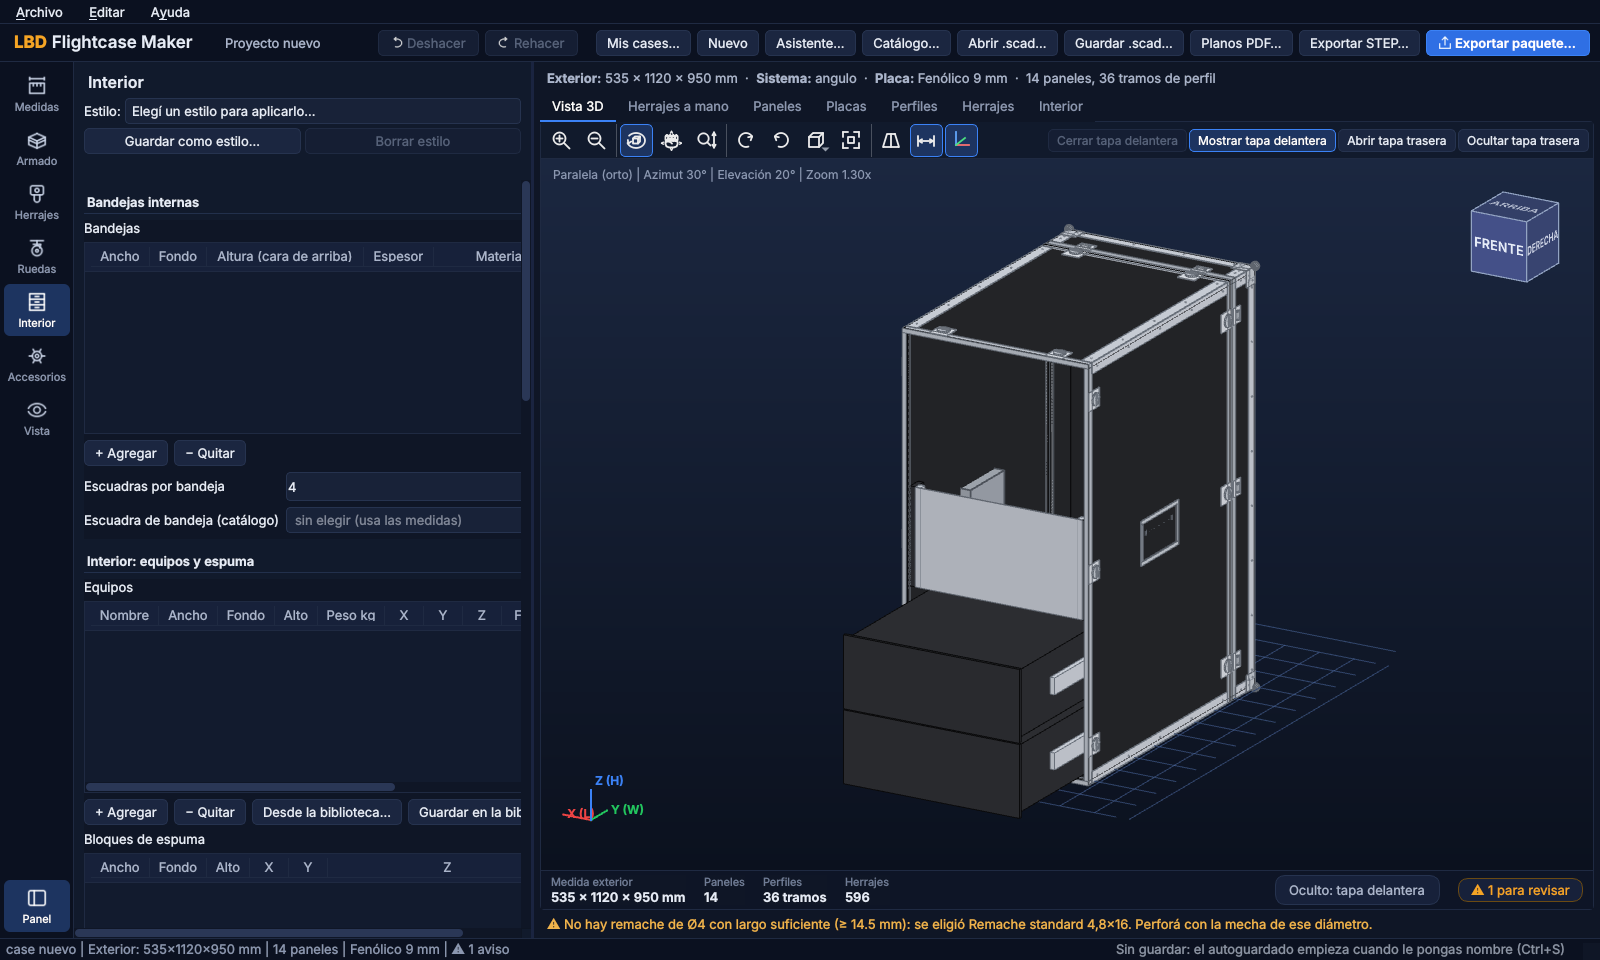 Archivo Editar Ayuda
LBD Flightcase Maker Proyecto nuevo Deshacer Rehacer Mis cases... Nuevo Asistente... Catálogo... Abrir .scad... Guardar .scad... Planos PDF... Exportar STEP... Exportar paquete...
Medidas
Armado
Herrajes
Ruedas
Interior
Accesorios
Vista
Panel
Interior
Estilo: Elegí un estilo para aplicarlo...
Guardar como estilo... Borrar estilo
Bandejas internas
Bandejas
Ancho Fondo Altura (cara de arriba) Espesor Materia
+ Agregar − Quitar
Escuadras por bandeja 4
Escuadra de bandeja (catálogo) sin elegir (usa las medidas)
Interior: equipos y espuma
Equipos
Nombre Ancho Fondo Alto Peso kg X Y Z F
+ Agregar − Quitar Desde la biblioteca... Guardar en la bib
Bloques de espuma
Ancho Fondo Alto X Y Z
Exterior: 535 × 1120 × 950 mm · Sistema: angulo · Placa: Fenólico 9 mm · 14 paneles, 36 tramos de perfil
Vista 3D Herrajes a mano Paneles Placas Perfiles Herrajes Interior
Cerrar tapa delantera Mostrar tapa delantera Abrir tapa trasera Ocultar tapa trasera
Paralela (orto) | Azimut 30° | Elevación 20° | Zoom 1.30x
ARRIBA
FRENTE DERECHA
Z (H)
X (L) Y (W)
Medida exterior Paneles Perfiles Herrajes
535 × 1120 × 950 mm 14 36 tramos 596
Oculto: tapa delantera 1 para revisar
No hay remache de Ø4 con largo suficiente (≥ 14.5 mm): se eligió Remache standard 4,8×16. Perforá con la mecha de ese diámetro.
case nuevo | Exterior: 535×1120×950 mm | 14 paneles | Fenólico 9 mm | 1 aviso Sin guardar: el autoguardado empieza cuando le pongas nombre (Ctrl+S)